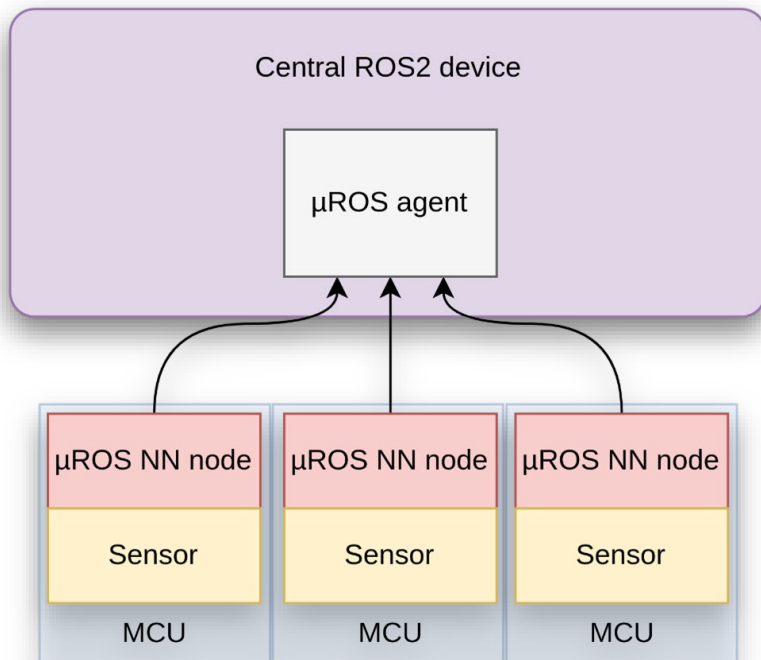 Central ROS2 device
µROS agent
µROS NN node
µROS NN node
µROS NN node
Sensor
Sensor
Sensor
MCU
MCU
MCU